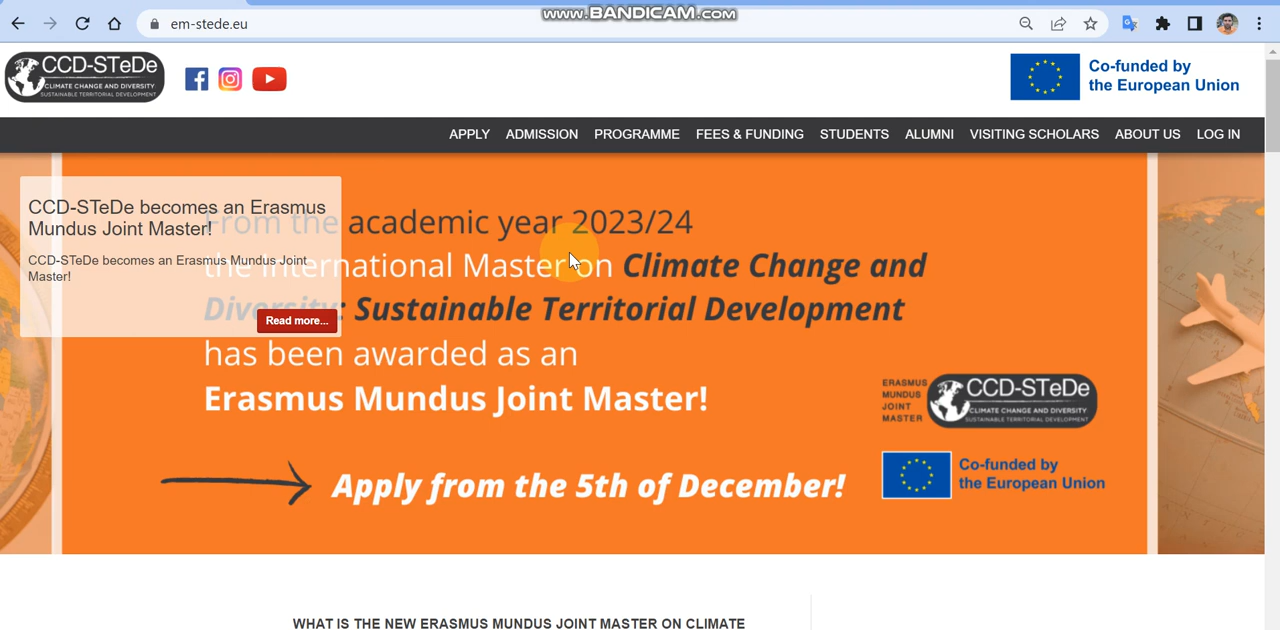 www.BANDICAM.com
em-stede.eu
CCD-STeDe
CLIMATE CHANGE AND DIVERSITY
SUSTAINABLE TERRITORIAL DEVELOPMENT
Co-funded by
the European Union
APPLY ADMISSION PROGRAMME FEES & FUNDING STUDENTS ALUMNI VISITING SCHOLARS ABOUT US LOG IN
CCD-STeDe becomes an Erasmus
Mundus Joint Master!
CCD-STeDe becomes an Erasmus Mundus Joint
Master!
Read more...
From the academic year 2023/24
the International Master on Climate Change and
Diversity: Sustainable Territorial Development
has been awarded as an
Erasmus Mundus Joint Master!
Apply from the 5th of December!
ERASMUS
MUNDUS
JOINT
MASTER
CCD-STeDe
CLIMATE CHANGE AND DIVERSITY
SUSTAINABLE TERRITORIAL DEVELOPMENT
Co-funded by
the European Union
WHAT IS THE NEW ERASMUS MUNDUS JOINT MASTER ON CLIMATE